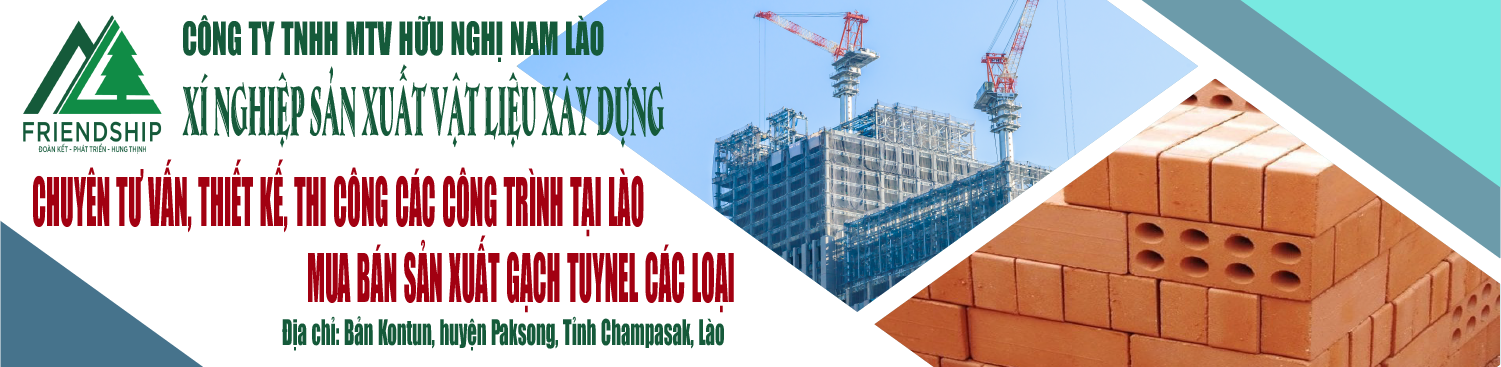 CÔNG TY TNHH MTV HỮU NGHỊ NAM LÀO
XÍ NGHIỆP SẢN XUẤT VẬT LIỆU XÂY DỰNG
FRIENDSHIP
ĐOÀN KẾT - PHÁT TRIỂN - HƯNG THỊNH
CHUYÊN TƯ VẤN, THIẾT KẾ, THI CÔNG CÁC CÔNG TRÌNH TẠI LÀO
MUA BÁN SẢN XUẤT GẠCH TUYNEL CÁC LOẠI
Địa chỉ: Bản Kontun, huyện Paksong, Tỉnh Champasak, Lào